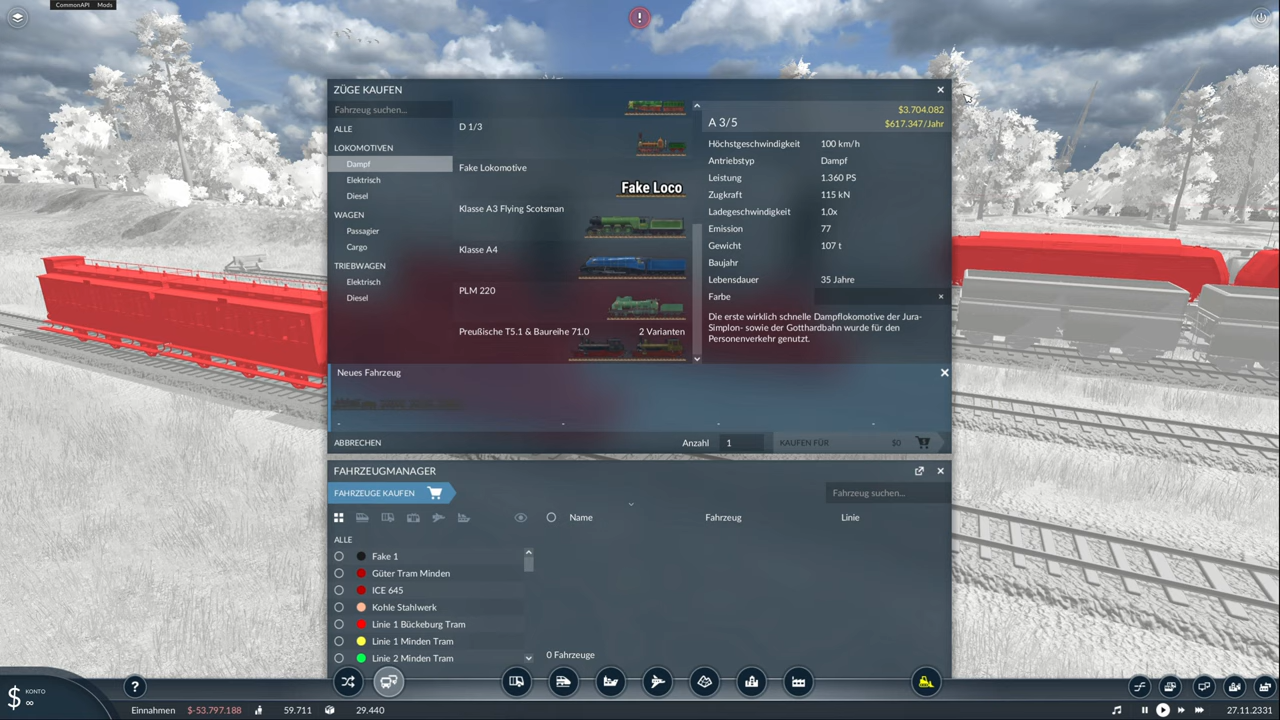 CommonAPI Mods
!
ZÜGE KAUFEN
Fahrzeug suchen...
ALLE
LOKOMOTIVEN
Dampf
Elektrisch
Diesel
WAGEN
Passagier
Cargo
TRIEBWAGEN
Elektrisch
Diesel
D 1/3
Fake Lokomotive
Fake Loco
Klasse A3 Flying Scotsman
Klasse A4
PLM 220
Preußische T5.1 & Baureihe 71.0 2 Varianten
$3.704.082
A 3/5 $617.347/Jahr
Höchstgeschwindigkeit 100 km/h
Antriebstyp Dampf
Leistung 1.360 PS
Zugkraft 115 kN
Ladegeschwindigkeit 1,0x
Emission 77
Gewicht 107 t
Baujahr
Lebensdauer 35 Jahre
Farbe
Die erste wirklich schnelle Dampflokomotive der Jura-
Simplon- sowie der Gotthardbahn wurde für den
Personenverkehr genutzt.
Neues Fahrzeug
- - - -
ABBRECHEN Anzahl 1 KAUFEN FÜR $0
FAHRZEUGMANAGER
FAHRZEUGE KAUFEN Fahrzeug suchen...
Name Fahrzeug Linie
ALLE
Fake 1
Güter Tram Minden
ICE 645
Kohle Stahlwerk
Linie 1 Bückeburg Tram
Linie 1 Minden Tram
Linie 2 Minden Tram
0 Fahrzeuge
$ KONTO
∞
?
Einnahmen $-53.797.188 59.711 29.440 27.11.2331